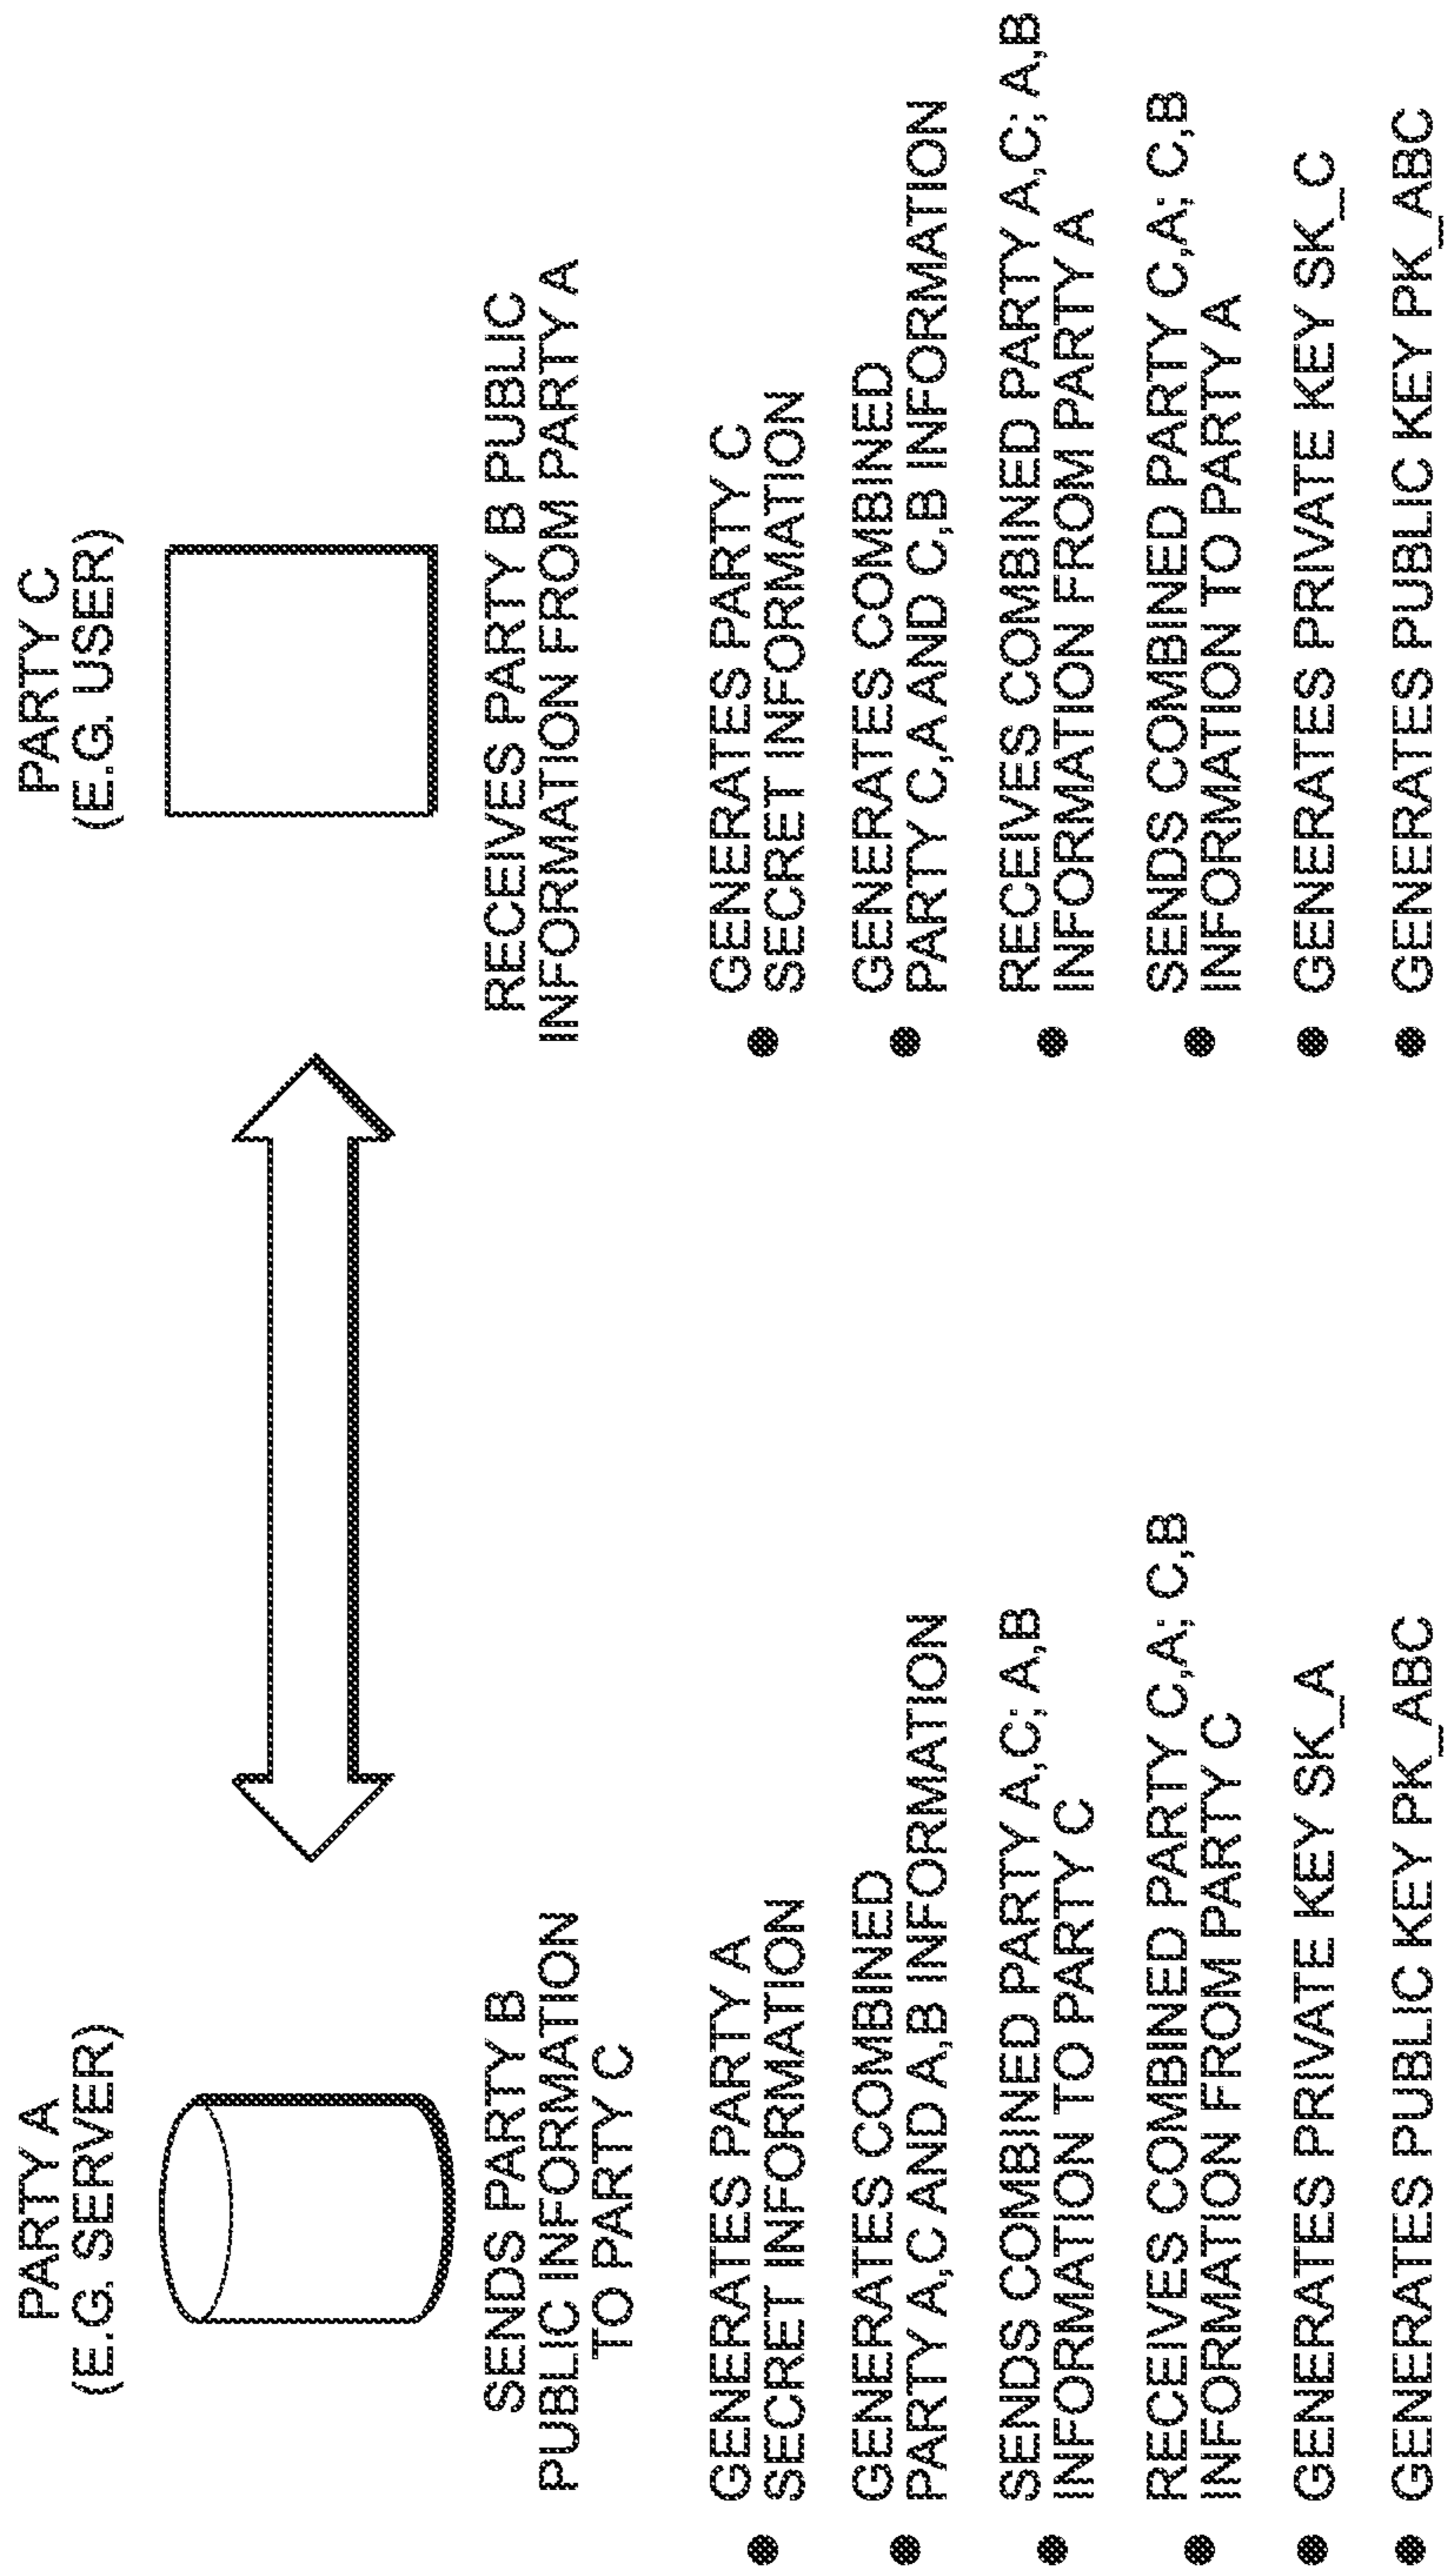 PARTY A
(E.G. SERVER)
SENDS PARTY B
PUBLIC INFORMATION
TO PARTY C
GENERATES PARTY A
SECRET INFORMATION
GENERATES COMBINED
PARTY A,C AND A,B INFORMATION
SENDS COMBINED PARTY A,C; A,B
INFORMATION TO PARTY C
RECEIVES COMBINED PARTY C,A; C,B
INFORMATION FROM PARTY C
GENERATES PRIVATE KEY SK_A
GENERATES PUBLIC KEY PK_ABC
PARTY C
(E.G. USER)
RECEIVES PARTY B PUBLIC
INFORMATION FROM PARTY A
GENERATES PARTY C
SECRET INFORMATION
GENERATES COMBINED
PARTY C,A AND C,B INFORMATION
RECEIVES COMBINED PARTY A,C; A,B
INFORMATION FROM PARTY A
SENDS COMBINED PARTY C,A; C,B
INFORMATION TO PARTY A
GENERATES PRIVATE KEY SK_C
GENERATES PUBLIC KEY PK_ABC